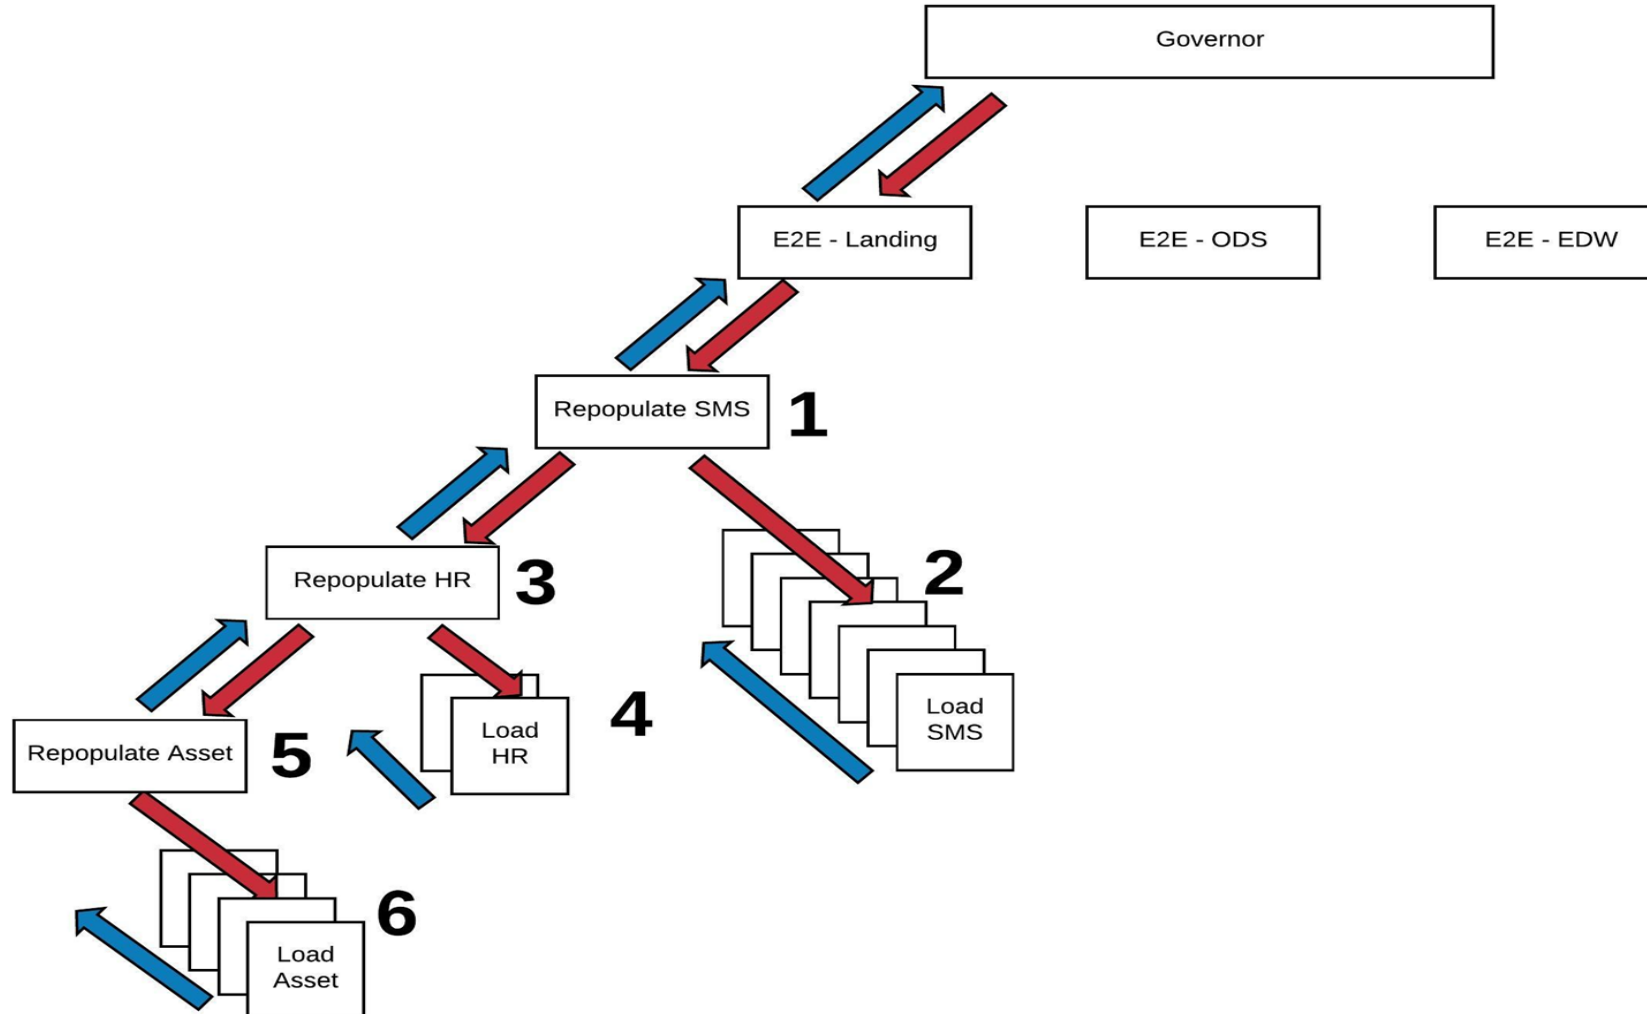 Governor
E2E - Landing
E2E - ODS
E2E - EDW
Repopulate SMS
1
Repopulate HR
3
2
Load
SMS
Repopulate Asset
5
Load
HR
4
6
Load
Asset